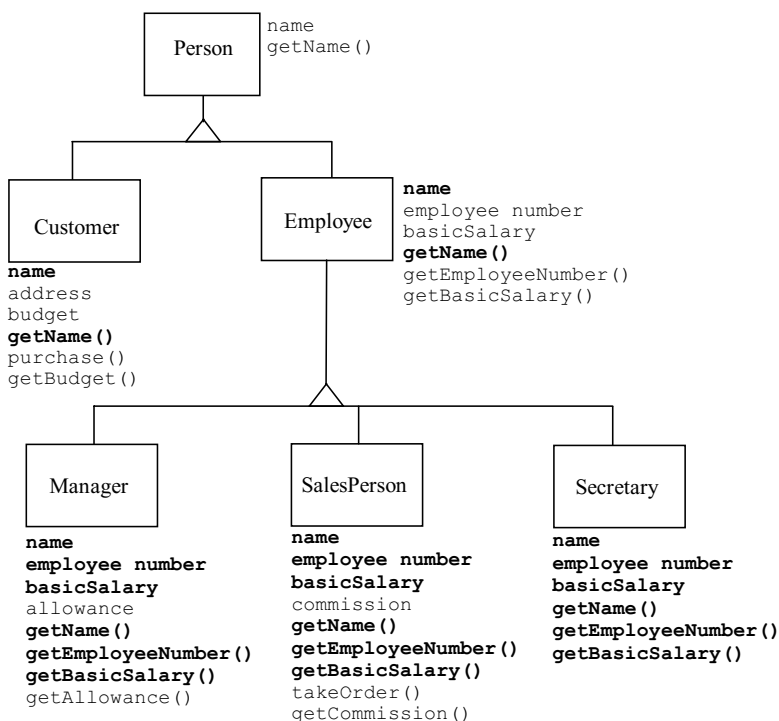 Person
name
getName()
Customer
name
address
budget
getName()
purchase()
getBudget()
Employee
name
employee number
basicSalary
getName()
getEmployeeNumber()
getBasicSalary()
Manager
name
employee number
basicSalary
allowance
getName()
getEmployeeNumber()
getBasicSalary()
getAllowance()
SalesPerson
name
employee number
basicSalary
commission
getName()
getEmployeeNumber()
getBasicSalary()
takeOrder()
getCommission()
Secretary
name
employee number
basicSalary
getName()
getEmployeeNumber()
getBasicSalary()